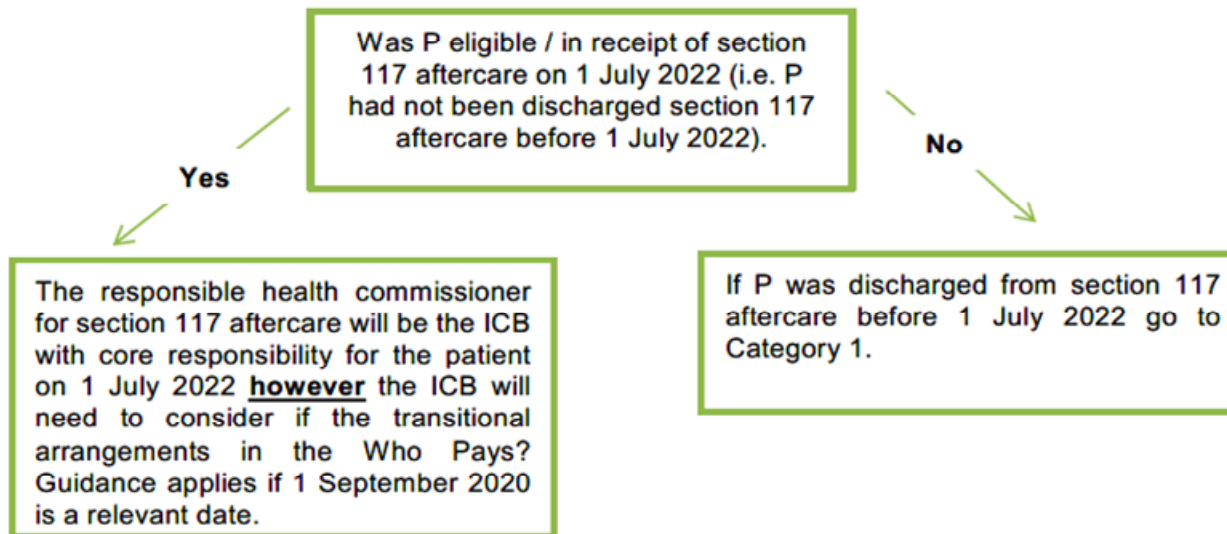 Was P eligible / in receipt of section
117 aftercare on 1 July 2022 (i.e. P
had not been discharged section 117
aftercare before 1 July 2022).
Yes
No
The responsible health commissioner
for section 117 aftercare will be the ICB
with core responsibility for the patient
on 1 July 2022 however the ICB will
need to consider if the transitional
arrangements in the Who Pays?
Guidance applies if 1 September 2020
is a relevant date.
If P was discharged from section 117
aftercare before 1 July 2022 go to
Category 1.